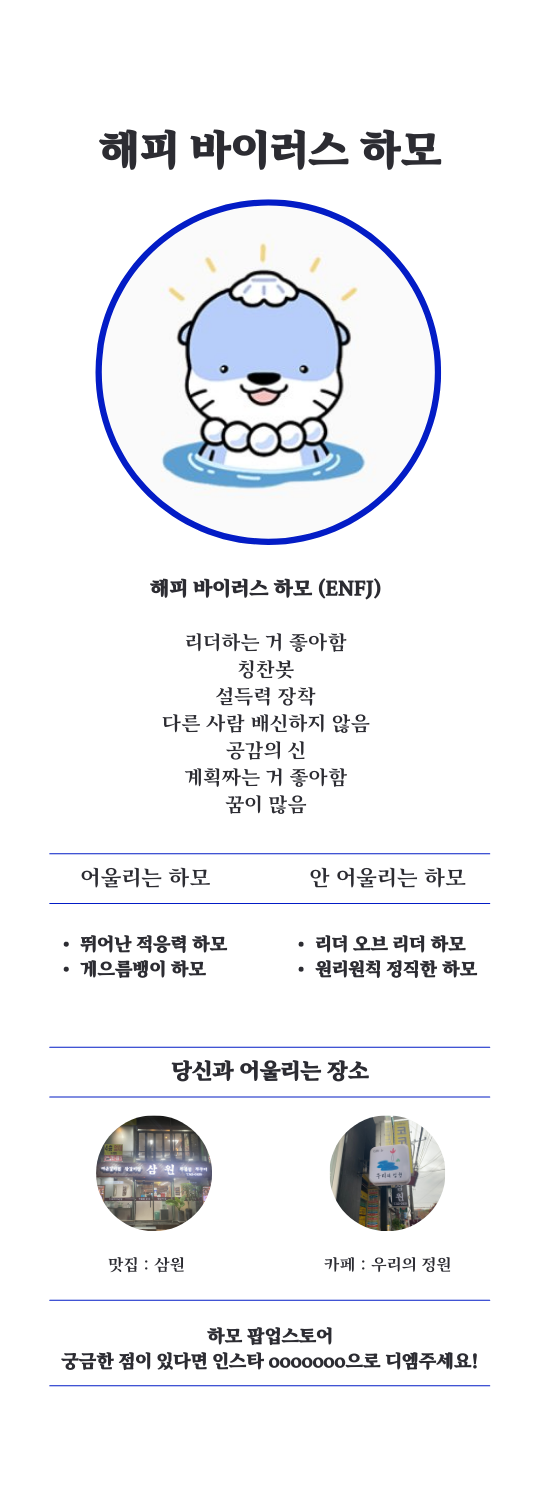 해피 바이러스 하모
해피 바이러스 하모 (ENFJ)
리더하는 거 좋아함
칭찬봇
설득력 장착
다른 사람 배신하지 않음
공감의 신
계획짜는 거 좋아함
꿈이 많음
어울리는 하모
안 어울리는 하모
• 뛰어난 적응력 하모
• 게으름뱅이 하모
• 리더 오브 리더 하모
• 원리원칙 정직한 하모
당신과 어울리는 장소
삼원
우리의 정원
맛집 : 삼원
카페 : 우리의 정원
하모 팝업스토어
궁금한 점이 있다면 인스타 ooooooo으로 디엠주세요!